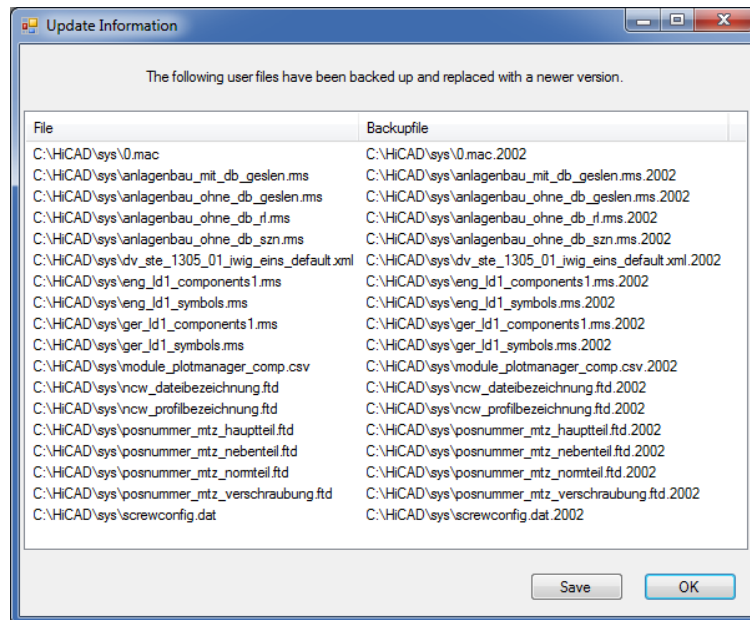 Update Information
The following user files have been backed up and replaced with a newer version.
File Backupfile
C:\HiCAD\sys\0.mac C:\HiCAD\sys\0.mac.2002
C:\HiCAD\sys\anlagenbau_mit_db_geslen.rms C:\HiCAD\sys\anlagenbau_mit_db_geslen.rms.2002
C:\HiCAD\sys\anlagenbau_ohne_db_geslen.rms C:\HiCAD\sys\anlagenbau_ohne_db_geslen.rms.2002
C:\HiCAD\sys\anlagenbau_ohne_db_rl.rms C:\HiCAD\sys\anlagenbau_ohne_db_rl.rms.2002
C:\HiCAD\sys\anlagenbau_ohne_db_szn.rms C:\HiCAD\sys\anlagenbau_ohne_db_szn.rms.2002
C:\HiCAD\sys\dv_ste_1305_01_iwig_eins_default.xml C:\HiCAD\sys\dv_ste_1305_01_iwig_eins_default.xml.2002
C:\HiCAD\sys\eng_ld1_components1.rms C:\HiCAD\sys\eng_ld1_components1.rms.2002
C:\HiCAD\sys\eng_ld1_symbols.rms C:\HiCAD\sys\eng_ld1_symbols.rms.2002
C:\HiCAD\sys\ger_ld1_components1.rms C:\HiCAD\sys\ger_ld1_components1.rms.2002
C:\HiCAD\sys\ger_ld1_symbols.rms C:\HiCAD\sys\ger_ld1_symbols.rms.2002
C:\HiCAD\sys\module_plotmanager_comp.csv C:\HiCAD\sys\module_plotmanager_comp.csv.2002
C:\HiCAD\sys\ncw_dateibezeichnung.ftd C:\HiCAD\sys\ncw_dateibezeichnung.ftd.2002
C:\HiCAD\sys\ncw_profilbezeichnung.ftd C:\HiCAD\sys\ncw_profilbezeichnung.ftd.2002
C:\HiCAD\sys\posnummer_mtz_hauptteil.ftd C:\HiCAD\sys\posnummer_mtz_hauptteil.ftd.2002
C:\HiCAD\sys\posnummer_mtz_nebenteil.ftd C:\HiCAD\sys\posnummer_mtz_nebenteil.ftd.2002
C:\HiCAD\sys\posnummer_mtz_normteil.ftd C:\HiCAD\sys\posnummer_mtz_normteil.ftd.2002
C:\HiCAD\sys\posnummer_mtz_verschraubung.ftd C:\HiCAD\sys\posnummer_mtz_verschraubung.ftd.2002
C:\HiCAD\sys\screwconfig.dat C:\HiCAD\sys\screwconfig.dat.2002
Save OK